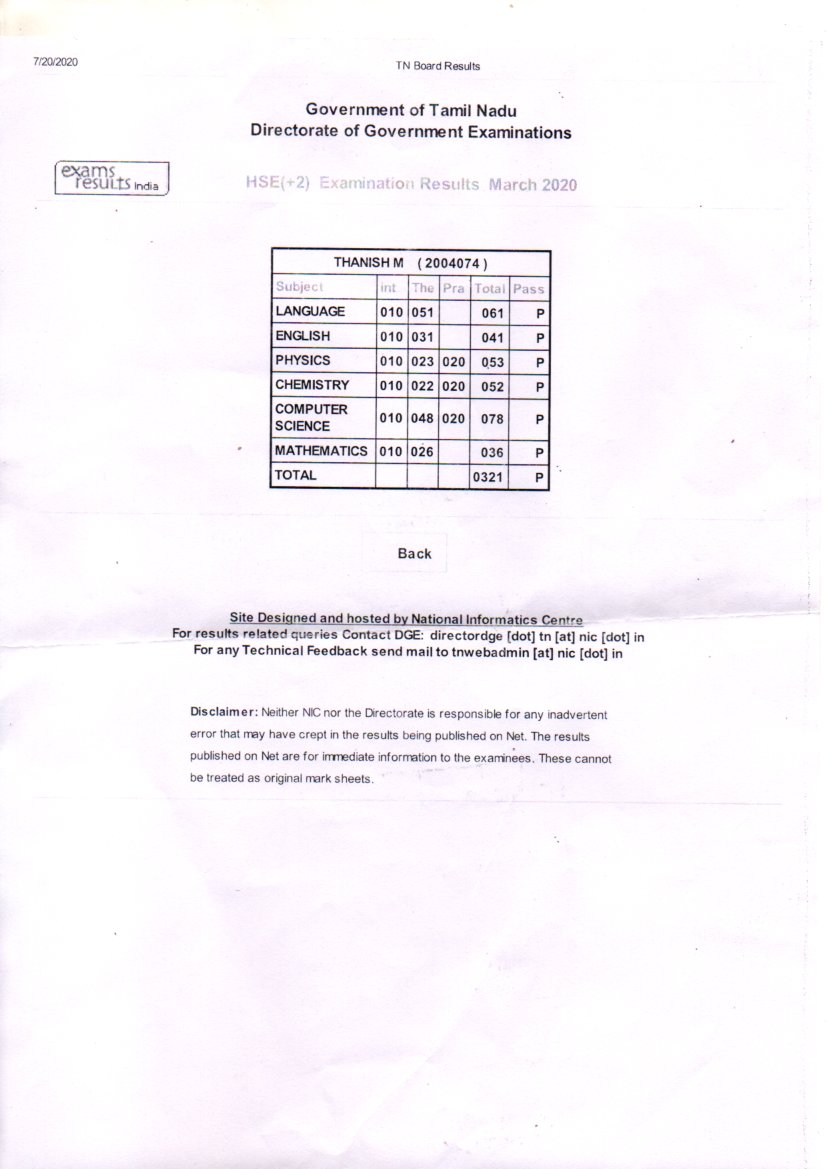 7/20/2020
TN Board Results
Government of Tamil Nadu
Directorate of Government Examinations
exams
results india
HSE(+2) Examination Results March 2020
THANISH M ( 2004074 )
Subject int The Pra Total Pass
LANGUAGE 010 051 061 P
ENGLISH 010 031 041 P
PHYSICS 010 023 020 053 P
CHEMISTRY 010 022 020 052 P
COMPUTER
SCIENCE 010 048 020 078 P
MATHEMATICS 010 026 036 P
TOTAL 0321 P
Back
Site Designed and hosted by National Informatics Centre
For results related queries Contact DGE: directordge [dot] tn [at] nic [dot] in
For any Technical Feedback send mail to tnwebadmin [at] nic [dot] in
Disclaimer: Neither NIC nor the Directorate is responsible for any inadvertent
error that may have crept in the results being published on Net. The results
published on Net are for immediate information to the examinees. These cannot
be treated as original mark sheets.